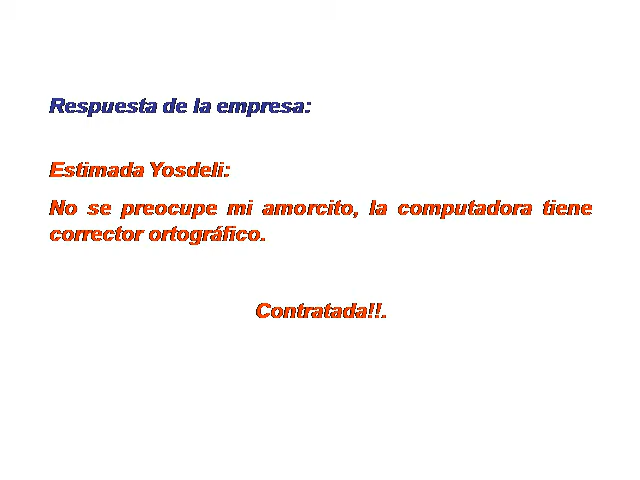 Respuesta de la empresa:
Estimada Yosdeli:
No se preocupe mi amorcito, la computadora tiene
corrector ortográfico.
Contratada!!.